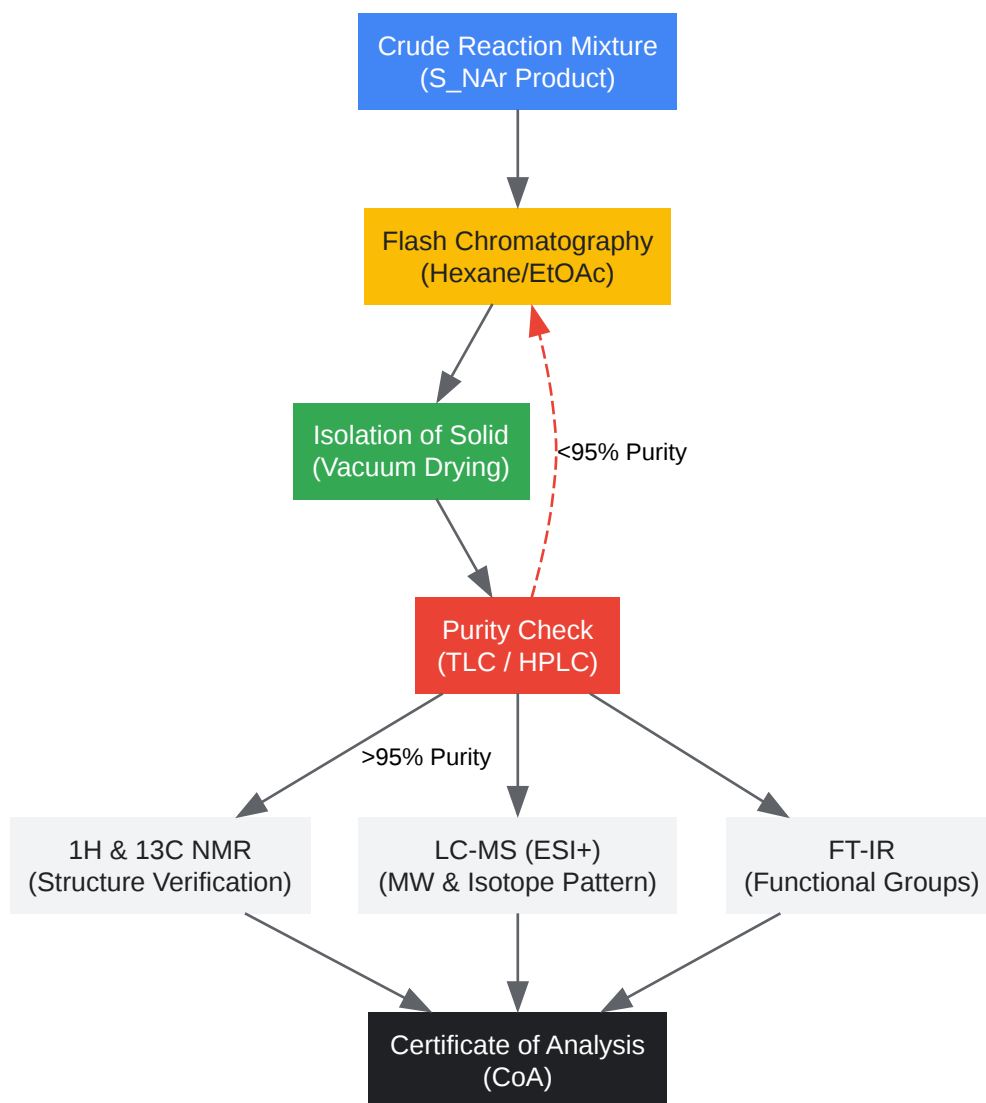 Crude Reaction Mixture
(S_NAr Product)
Flash Chromatography
(Hexane/EtOAc)
Isolation of Solid
(Vacuum Drying)
<95% Purity
Purity Check
(TLC / HPLC)
>95% Purity
1H & 13C NMR
(Structure Verification)
LC-MS (ESI+)
(MW & Isotope Pattern)
FT-IR
(Functional Groups)
Certificate of Analysis
(CoA)